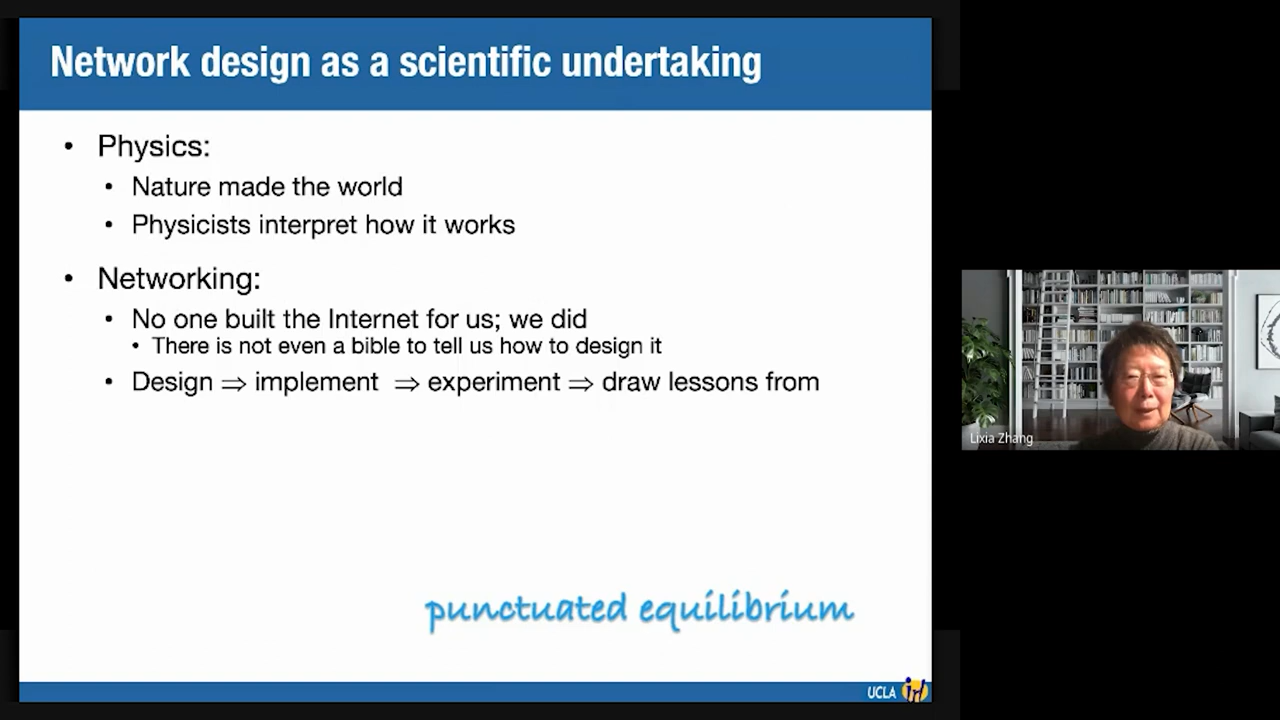 Network design as a scientific undertaking
• Physics:
• Nature made the world
• Physicists interpret how it works
• Networking:
• No one built the Internet for us; we did
• There is not even a bible to tell us how to design it
• Design ⇒ implement ⇒ experiment ⇒ draw lessons from
punctuated equilibrium
UCLA irl
Lixia Zhang